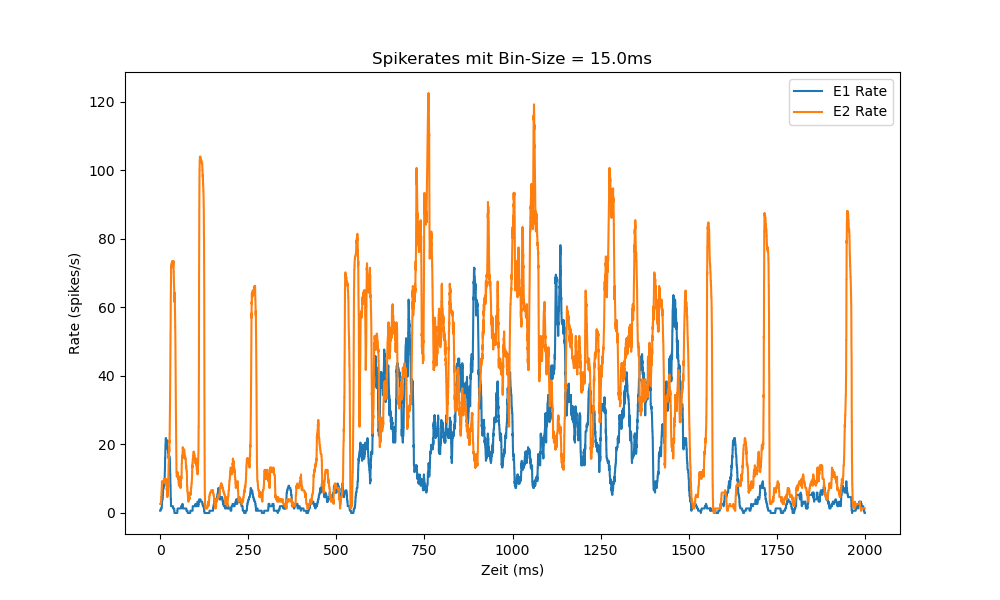 Spikerates mit Bin-Size = 15.0ms
E1 Rate
E2 Rate
120
100
80
60
40
20
0
Rate (spikes/s)
0 250 500 750 1000 1250 1500 1750 2000
Zeit (ms)